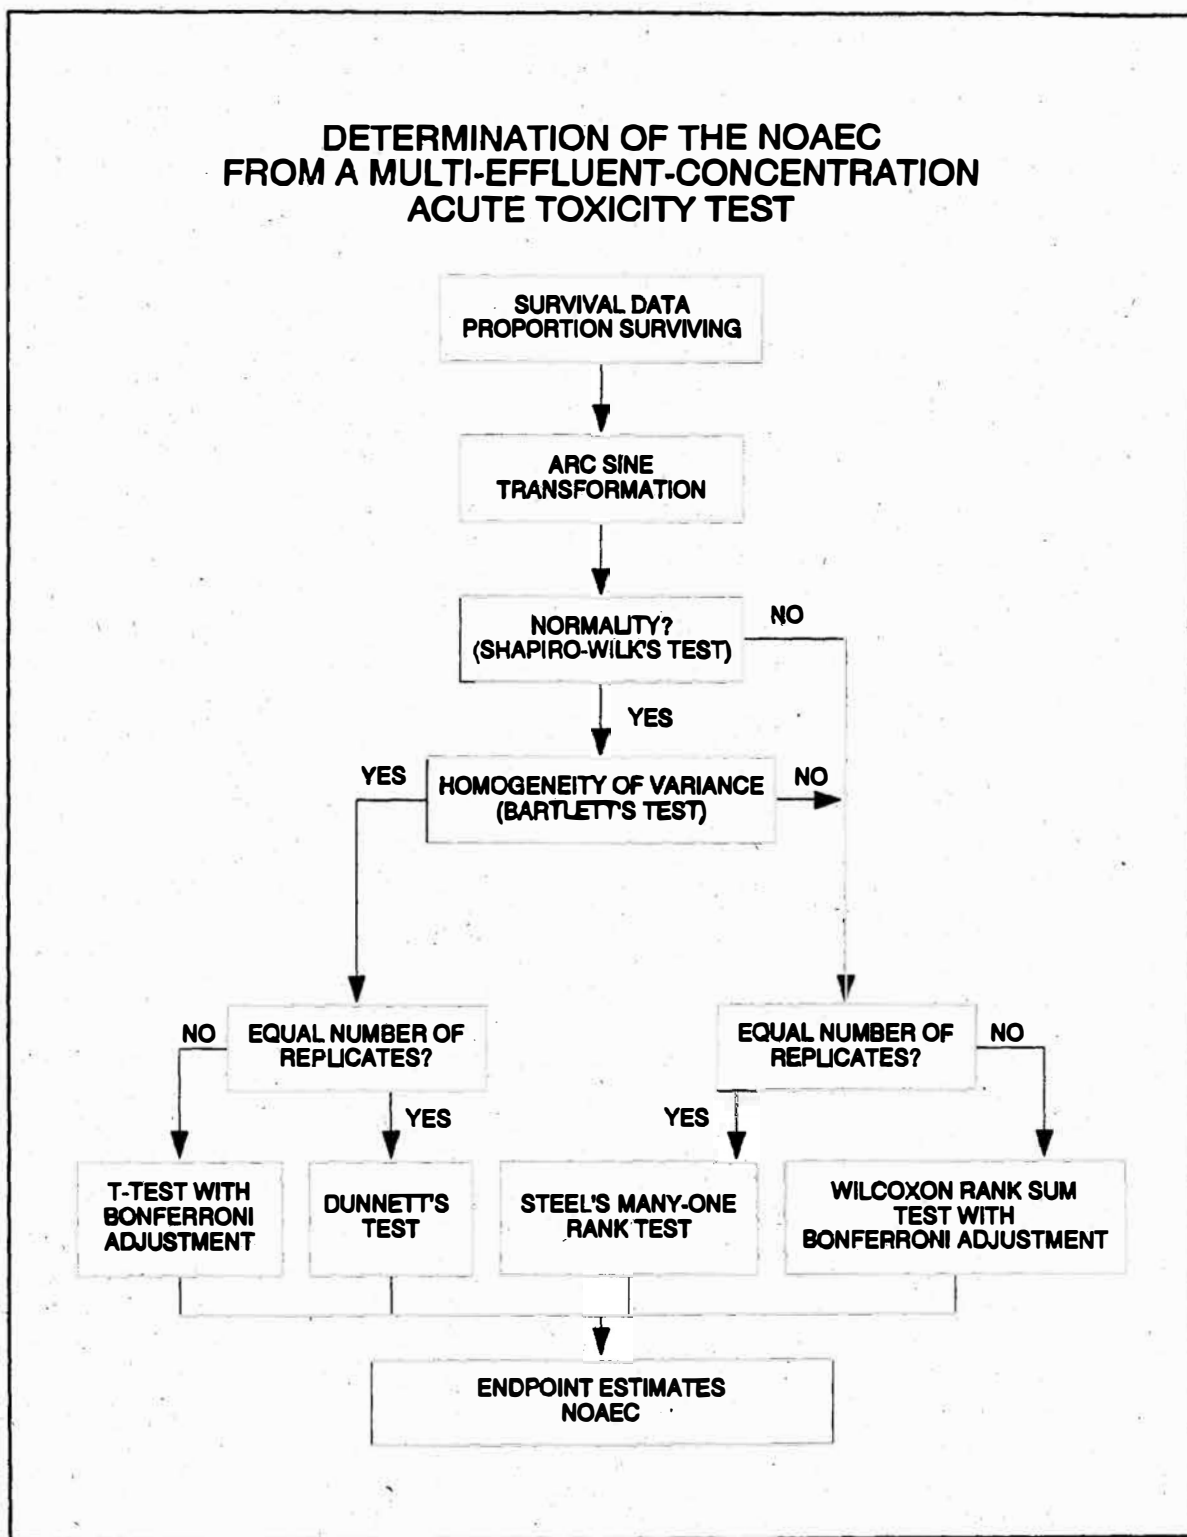 DETERMINATION OF THE NOAEC
FROM A MULTI-EFFLUENT-CONCENTRATION
ACUTE TOXICITY TEST
SURVIVAL DATA
PROPORTION SURVIVING
ARC SINE
TRANSFORMATION
NORMALITY?
(SHAPIRO-WILK'S TEST)
NO
YES
YES
HOMOGENEITY OF VARIANCE
(BARTLETT'S TEST)
NO
NO
EQUAL NUMBER OF
REPLICATES?
EQUAL NUMBER OF
REPLICATES?
NO
YES
YES
T-TEST WITH
BONFERRONI
ADJUSTMENT
DUNNETT'S
TEST
STEEL'S MANY-ONE
RANK TEST
WILCOXON RANK SUM
TEST WITH
BONFERRONI ADJUSTMENT
ENDPOINT ESTIMATES
NOAEC